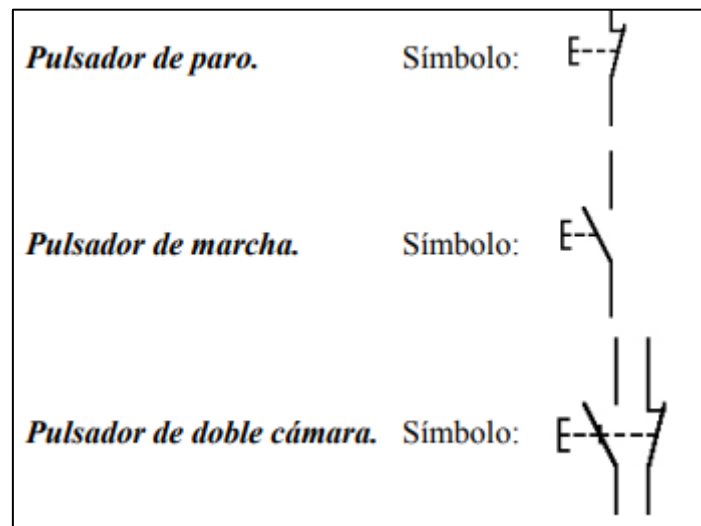 Pulsador de paro. Símbolo:
Pulsador de marcha. Símbolo:
Pulsador de doble cámara. Símbolo: